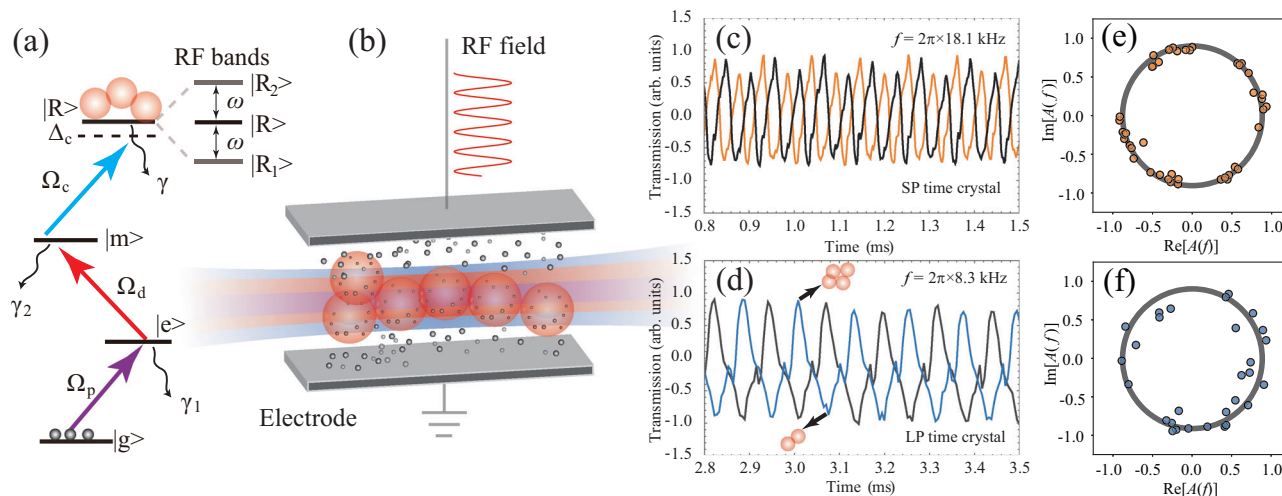 (a)
RF bands
|R₂>
ω
|R>
|R>
Δc
ω
|R₁>
Ωc
γ
|m>
γ₂
Ωd
|e>
Ωp
γ₁
|g>
(b)
RF field
Electrode
(c)
Transmission (arb. units)
1.5
1.0
0.5
0.0
-0.5
-1.0
-1.5
f = 2π×18.1 kHz
SP time crystal
0.8 0.9 1.0 1.1 1.2 1.3 1.4 1.5
Time (ms)
(d)
Transmission (arb. units)
1.5
1.0
0.5
0.0
-0.5
-1.0
-1.5
f = 2π×8.3 kHz
LP time crystal
2.8 2.9 3.0 3.1 3.2 3.3 3.4 3.5
Time (ms)
(e)
Im[A(f)]
1.0
0.5
0.0
-0.5
-1.0
-1.0 -0.5 0.0 0.5 1.0
Re[A(f)]
(f)
Im[A(f)]
1.0
0.5
0.0
-0.5
-1.0
-1.0 -0.5 0.0 0.5 1.0
Re[A(f)]